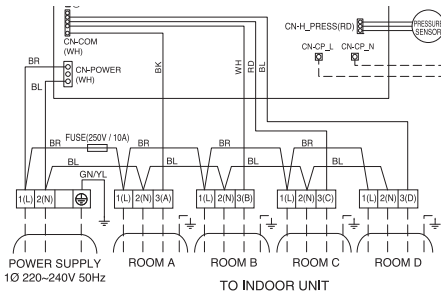 CN-H_PRESS(RD)
PRESSURE
SENSOR
CN-COM
(WH)
CN-CP_L CN-CP_N
BR
CN-POWER
(WH)
BL
BK
WH
RD
BL
FUSE(250V / 10A)
BR BR BR BR
BL BL BL BL
GN/YL
1(L) 2(N) 1(L) 2(N) 3(A) 1(L) 2(N) 3(B) 1(L) 2(N) 3(C) 1(L) 2(N) 3(D)
POWER SUPPLY
1Ø 220~240V 50Hz
ROOM A ROOM B ROOM C ROOM D
TO INDOOR UNIT